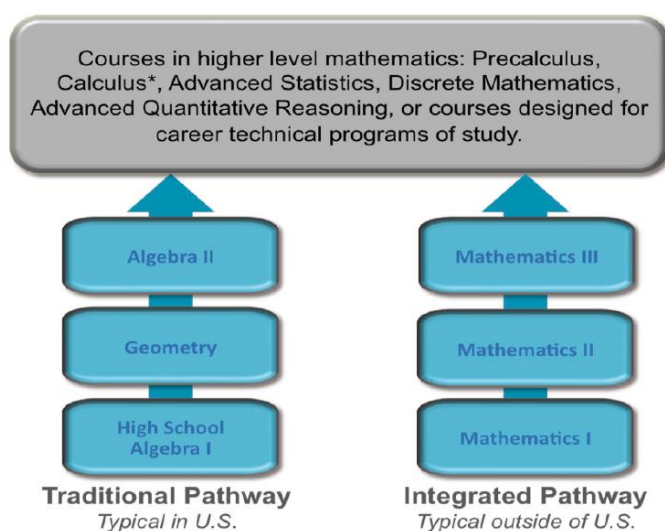 Courses in higher level mathematics: Precalculus,
Calculus*, Advanced Statistics, Discrete Mathematics,
Advanced Quantitative Reasoning, or courses designed for
career technical programs of study.
Algebra II
Geometry
High School
Algebra I
Traditional Pathway
Typical in U.S.
Mathematics III
Mathematics II
Mathematics I
Integrated Pathway
Typical outside of U.S.